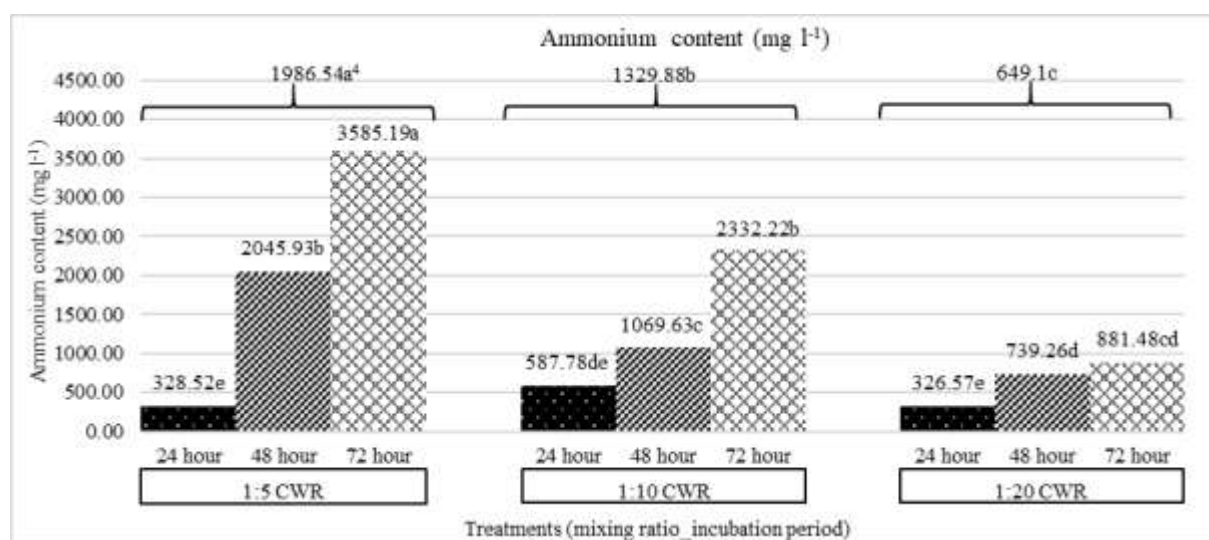 Ammonium content (mg l-1)
1986.54a4 1329.88b 649.1c
4500.00
4000.00
3500.00
3000.00
2500.00
2000.00
1500.00
1000.00
500.00
0.00
Ammonium content (mg l-1)
328.52e 2045.93b 3585.19a
587.78de 1069.63c 2332.22b
326.57e 739.26d 881.48cd
24 hour 48 hour 72 hour 24 hour 48 hour 72 hour 24 hour 48 hour 72 hour
1:5 CWR 1:10 CWR 1:20 CWR
Treatments (mixing ratio_incubation period)